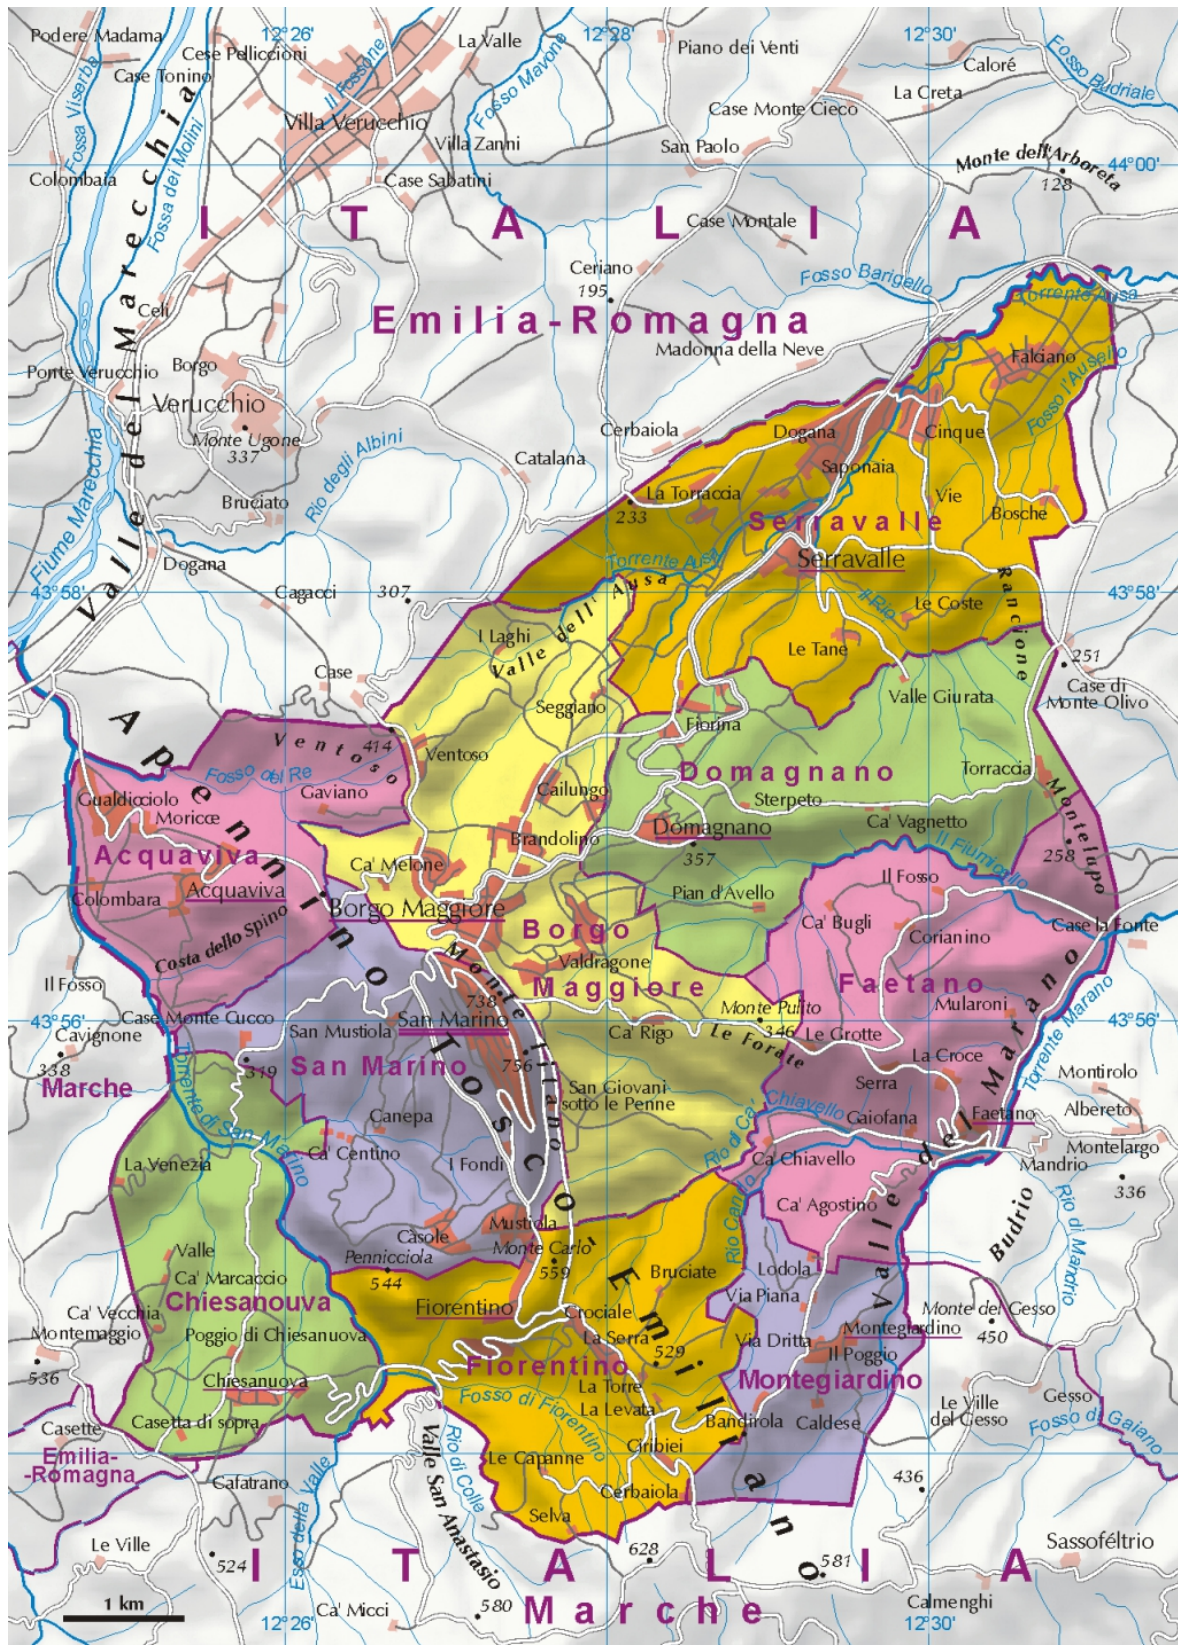 12°26'
12°28'
12°30'
Podere Madama
Cese Pelliccioni
La Valle
Piano dei Venti
Caloré
Case Tonino
Il Fossone
Fosso Mavone
Fosso Budriale
Fossa Viserba
La Creta
Case Monte Cieco
Villa Verucchio
Villa Zanni
San Paolo
Monte dell'Arboreta
44°00'
128
Colombaia
Fossa dei Molini
Case Sabatini
Case Montale
I T A L I A
Valle del Marecchia
Ceriano
195
Fosso Barigello
Torrente Ausa
Celi
Emilia-Romagna
Madonna della Neve
Falciano
Fosso l'Ausello
Ponte Verucchio
Borgo
Verucchio
Monte Ugone
337
Cerbaiola
Dogana
Cinque
Vie
Catalana
Saponaia
Rio degli Albini
Fiume Marecchia
Bruciato
La Torraccia
233
Bosche
Serravalle
Dogana
Torrente Ausa
Serravalle
43°58'
43°58'
Cagacci
307
Valle dell' Ausa
Il Rio
Le Coste
Rancione
I Laghi
Le Tane
251
Case
Valle Giurata
Case di
Monte Olivo
Seggiano
Fiorina
Apennino Tosco-Emiliano
Ventoso
414
Ventoso
Fosso del Re
Gaviano
Domagnano
Torraccia
Gualdicciolo
Moricce
Cailungo
Sterpeto
Ca' Vagnetto
Montelupo
258
Brandolino
Domagnano
357
Acquaviva
Ca' Melone
Il Fiumicello
Il Fosso
Colombara
Acquaviva
Pian d'Avello
Borgo Maggiore
Ca' Bugli
Case la Fonte
Costa dello Spino
Borgo
Maggiore
Corianino
Valdragone
Il Fosso
Monte Titano
738
Faetano
Mularoni
Case Monte Cucco
San Mustiola
San Marino
Monte Pulito
346
43°56'
43°56'
Ca' Rigo
Le Forate
Le Grotte
Valle del Marano
Torrente Marano
Cavignone
338
319
San Marino
756
La Croce
Marche
Torrente di San Marino
San Giovani
sotto le Penne
Serra
Montirolo
Canepa
Rio di Ca' Chiavello
Gaiofana
Faetano
Albereto
Ca' Centino
I Fondi
Ca Chiavello
Mandrio
Montelargo
La Venezia
336
Rio Cando
Ca' Agostino
Mustiola
Càsole
Monte Carlo
559
Budrio
Rio di Mandrio
Valle
Pennicciola
544
Bruciate
Lodola
Ca' Marcaccio
Chiesanouva
Fiorentino
Crociale
Via Piana
Monte del Gesso
450
Ca' Vecchia
Montemaggio
Poggio di Chiesanuova
La Serra
529
Via Dritta
Montegiardino
Il Poggio
536
Fiorentino
Chiesanuova
La Torre
La Levata
Montegiardino
Fosso di Fiorentino
Gesso
Le Ville
del Gesso
Fosso di Gaiano
Casette
Casetta di sopra
Bandirola
Caldese
Emilia-
-Romagna
Valle San Anastasio
Rio di Colle
Ciribiei
Le Capanne
Cafatrano
Esso della Valle
Cerbaiola
436
Selva
Le Ville
524
628
581
Sassoféltrio
I T A L I A
Marche
580
Calmenghi
Ca' Micci
1 km
12°26'
12°30'